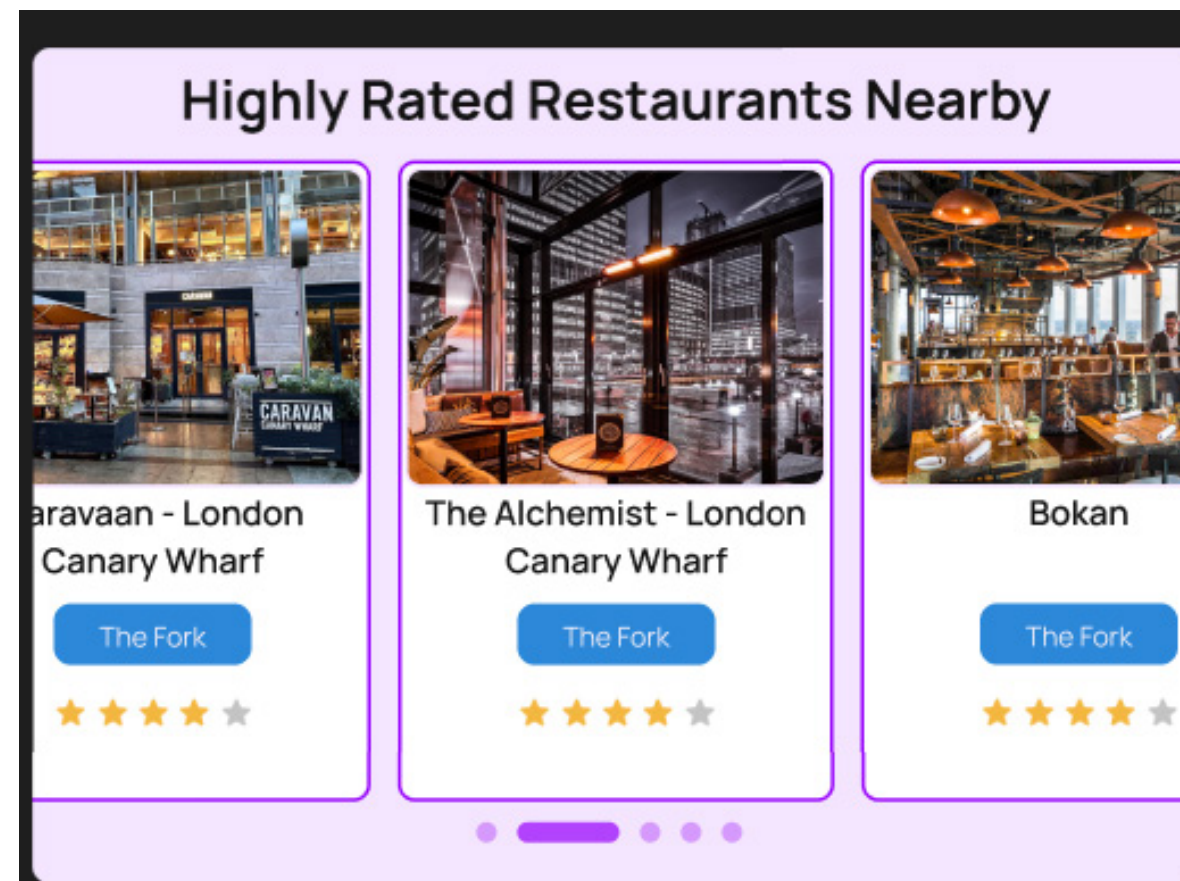 Highly Rated Restaurants Nearby
CARAVAN
CANARY WHARF
aravaan - London
Canary Wharf
The Fork
The Alchemist - London
Canary Wharf
The Fork
Bokan
The Fork